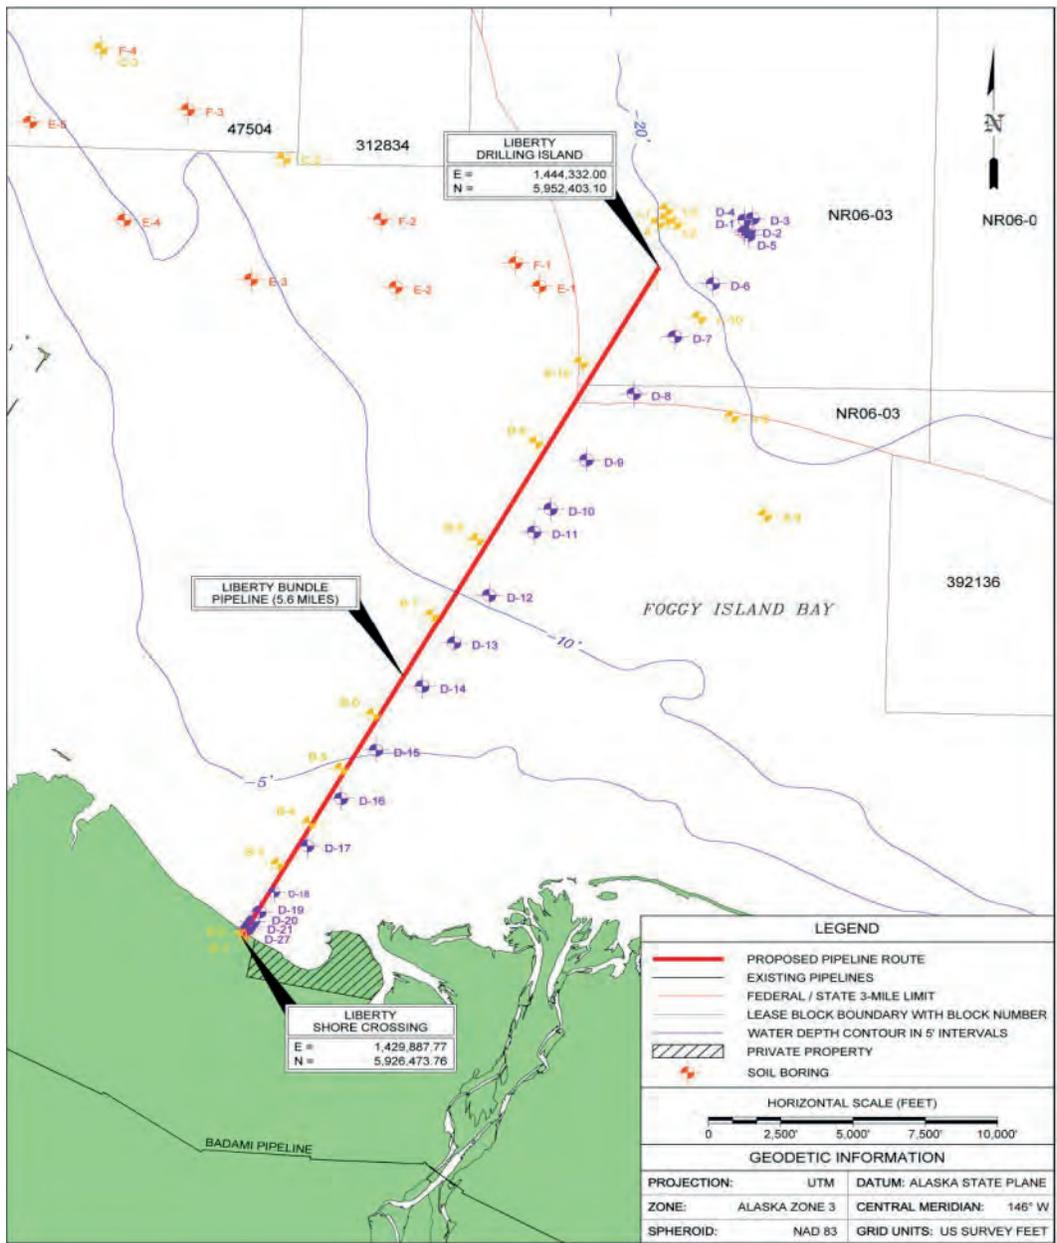 F-4
F-3
E-5
47504
312834
LIBERTY
DRILLING ISLAND
E = 1,444,332.00
N = 5,952,403.10
-20'
N
E-4
F-2
D-4
D-3
D-1
D-2
D-5
NR06-03
NR06-0
F-1
E-3
E-2
E-1
D-6
D-7
D-8
NR06-03
D-9
D-10
D-11
392136
LIBERTY BUNDLE
PIPELINE (5.6 MILES)
D-12
FOGGY ISLAND BAY
-10'
D-13
D-14
D-15
-5'
D-16
D-17
D-18
D-19
D-20
D-21
D-27
LIBERTY
SHORE CROSSING
E = 1,429,887.77
N = 5,926,473.76
BADAMI PIPELINE
LEGEND
PROPOSED PIPELINE ROUTE
EXISTING PIPELINES
FEDERAL / STATE 3-MILE LIMIT
LEASE BLOCK BOUNDARY WITH BLOCK NUMBER
WATER DEPTH CONTOUR IN 5' INTERVALS
PRIVATE PROPERTY
SOIL BORING
HORIZONTAL SCALE (FEET)
0 2,500' 5,000' 7,500' 10,000'
GEODETIC INFORMATION
PROJECTION: UTM DATUM: ALASKA STATE PLANE
ZONE: ALASKA ZONE 3 CENTRAL MERIDIAN: 146° W
SPHEROID: NAD 83 GRID UNITS: US SURVEY FEET